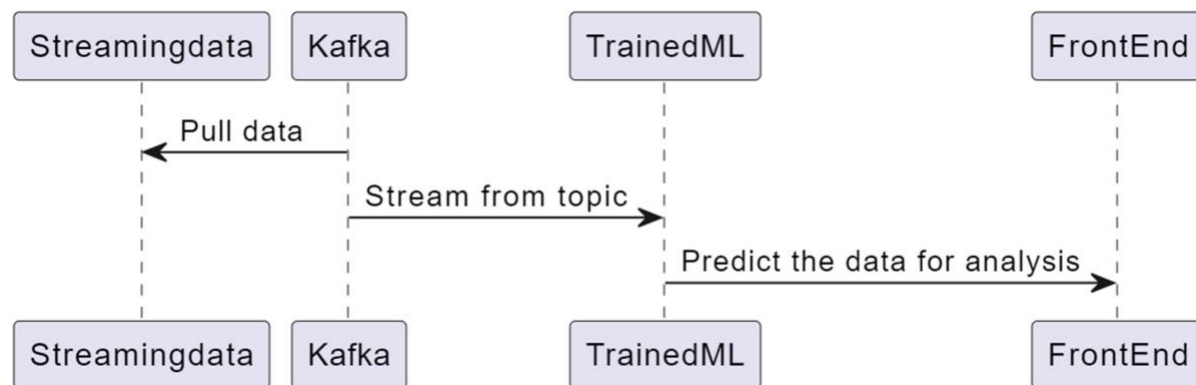 Streamingdata Kafka TrainedML FrontEnd
Pull data
Stream from topic
Predict the data for analysis
Streamingdata Kafka TrainedML FrontEnd